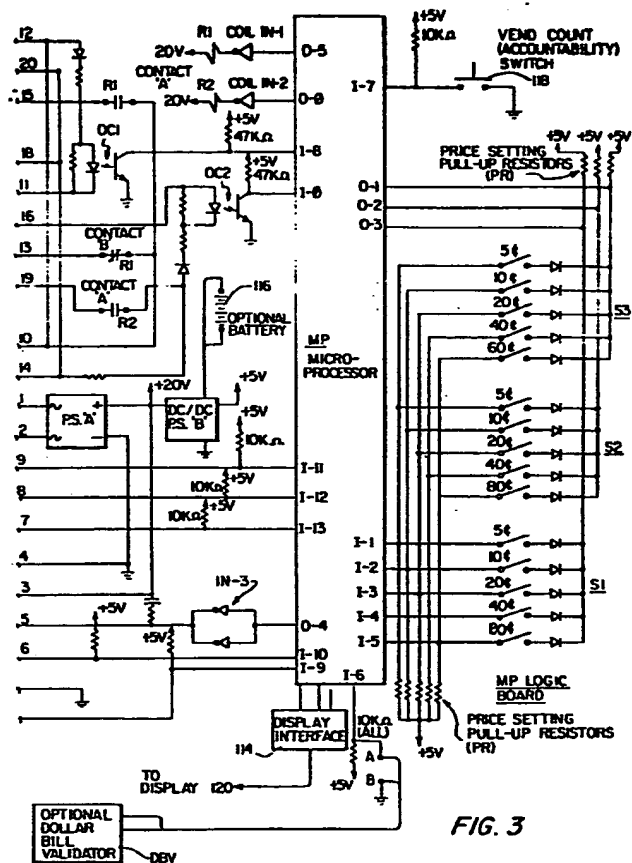 12
20
15
18
11
16
13
19
10
14
1
2
9
8
7
4
3
5
6
R1
COIL IN-1
20V
CONTACT "A"
R2
COIL IN-2
20V
R1
OC1
+5V
47KΩ
+5V
47KΩ
OC2
CONTACT "B"
R1
CONTACT "A"
R2
116
OPTIONAL
BATTERY
+20V
P.S. "A"
+
−
DC/DC
P.S. "B"
+5V
+5V
10KΩ
+5V
10KΩ
+5V
10KΩ
+5V
+5V
IN-3
O-5
O-0
I-8
I-0
MP
MICRO-
PROCESSOR
I-11
I-12
I-13
O-4
I-10
I-9
I-7
O-1
O-2
O-3
I-1
I-2
I-3
I-4
I-5
I-6
+5V
10KΩ
VEND COUNT
(ACCOUNTABILITY)
SWITCH
118
+5V
+5V
+5V
PRICE SETTING
PULL-UP RESISTORS
(PR)
5¢
10¢
20¢
40¢
60¢
S3
5¢
10¢
20¢
40¢
80¢
S2
5¢
10¢
20¢
40¢
80¢
S1
MP LOGIC
BOARD
PRICE SETTING
PULL-UP RESISTORS
(PR)
+5V
DISPLAY
INTERFACE
114
10KΩ
(ALL)
+5V
A
B
TO
DISPLAY
120
OPTIONAL
DOLLAR
BILL
VALIDATOR
DBV
FIG. 3